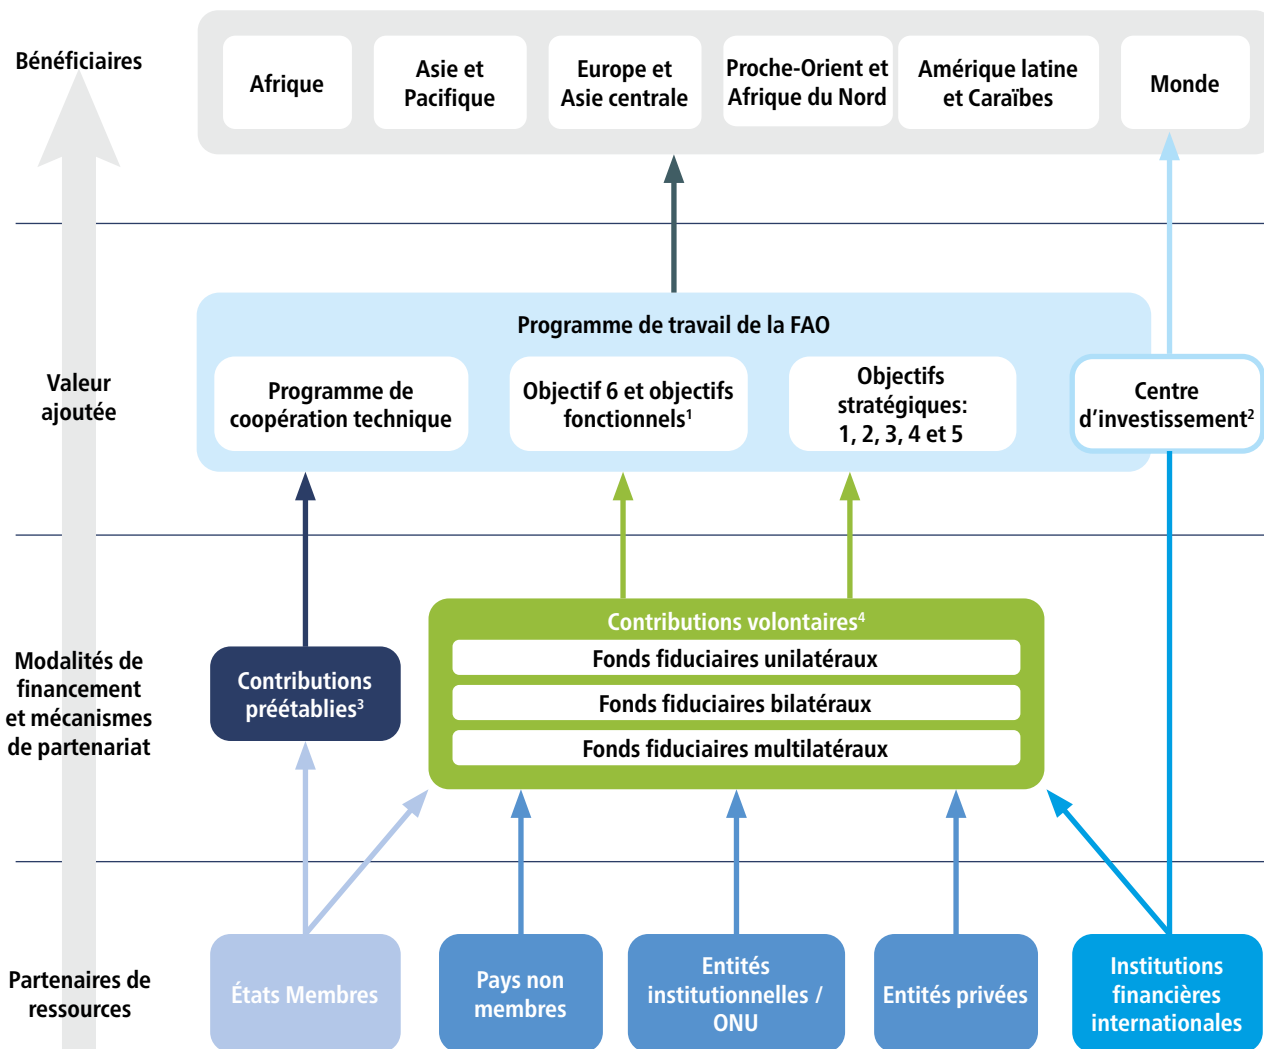 Bénéficiaires
Afrique
Asie et
Pacifique
Europe et
Asie centrale
Proche-Orient et
Afrique du Nord
Amérique latine
et Caraïbes
Monde
Valeur
ajoutée
Programme de travail de la FAO
Programme de
coopération technique
Objectif 6 et objectifs
fonctionnels¹
Objectifs
stratégiques:
1, 2, 3, 4 et 5
Centre
d'investissement²
Modalités de
financement
et mécanismes
de partenariat
Contributions
préétablies³
Contributions volontaires⁴
Fonds fiduciaires unilatéraux
Fonds fiduciaires bilatéraux
Fonds fiduciaires multilatéraux
Partenaires de
ressources
États Membres
Pays non
membres
Entités
institutionnelles /
ONU
Entités privées
Institutions
financières
internationales